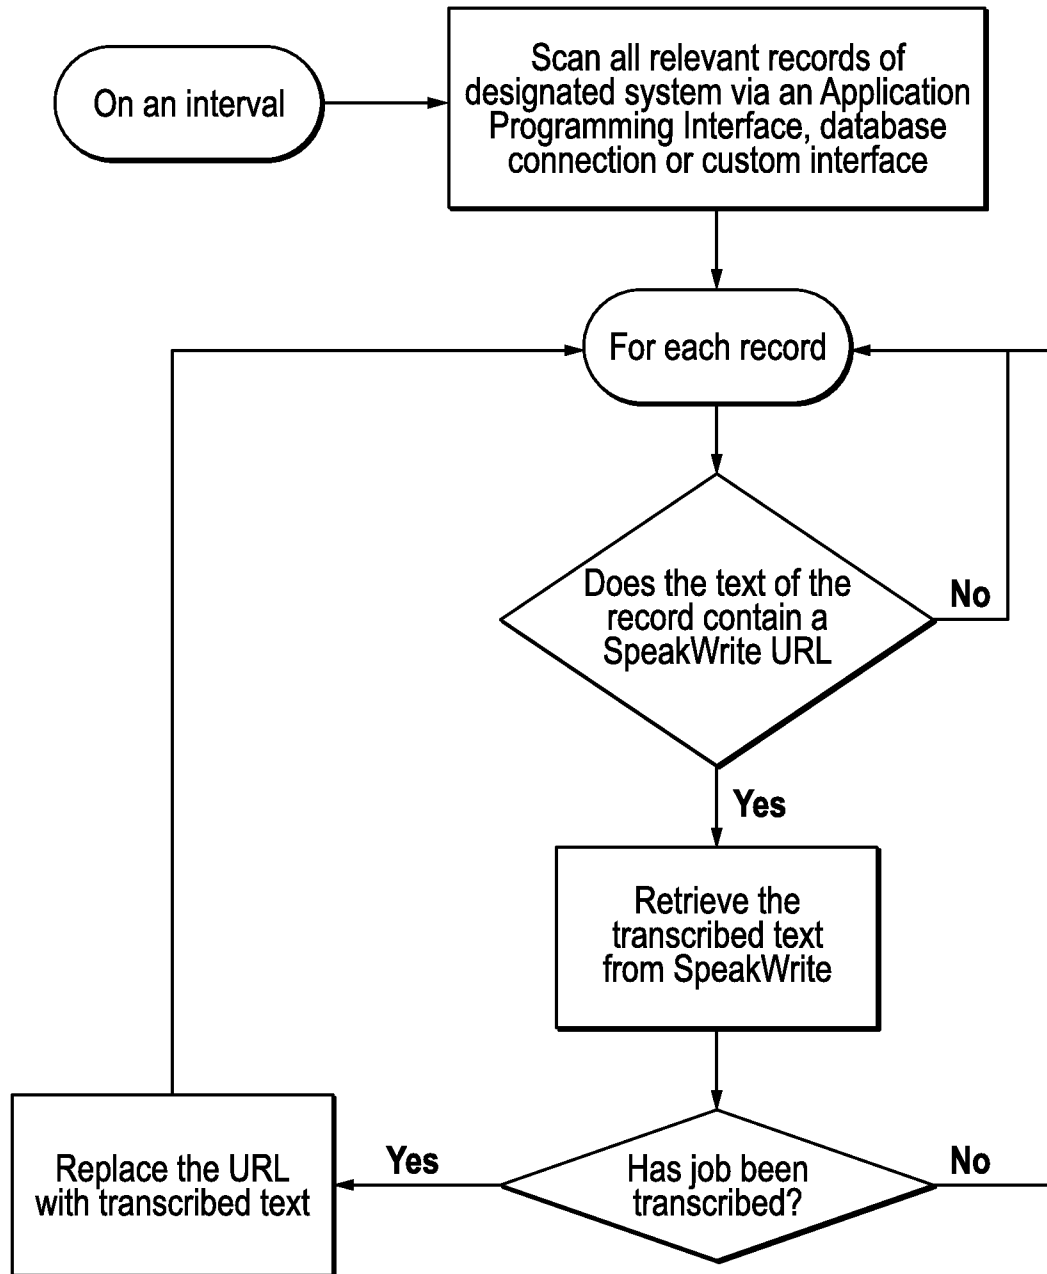 On an interval
Scan all relevant records of
designated system via an Application
Programming Interface, database
connection or custom interface
For each record
Does the text of the
record contain a
SpeakWrite URL
No
Yes
Retrieve the
transcribed text
from SpeakWrite
Has job been
transcribed?
Yes
No
Replace the URL
with transcribed text